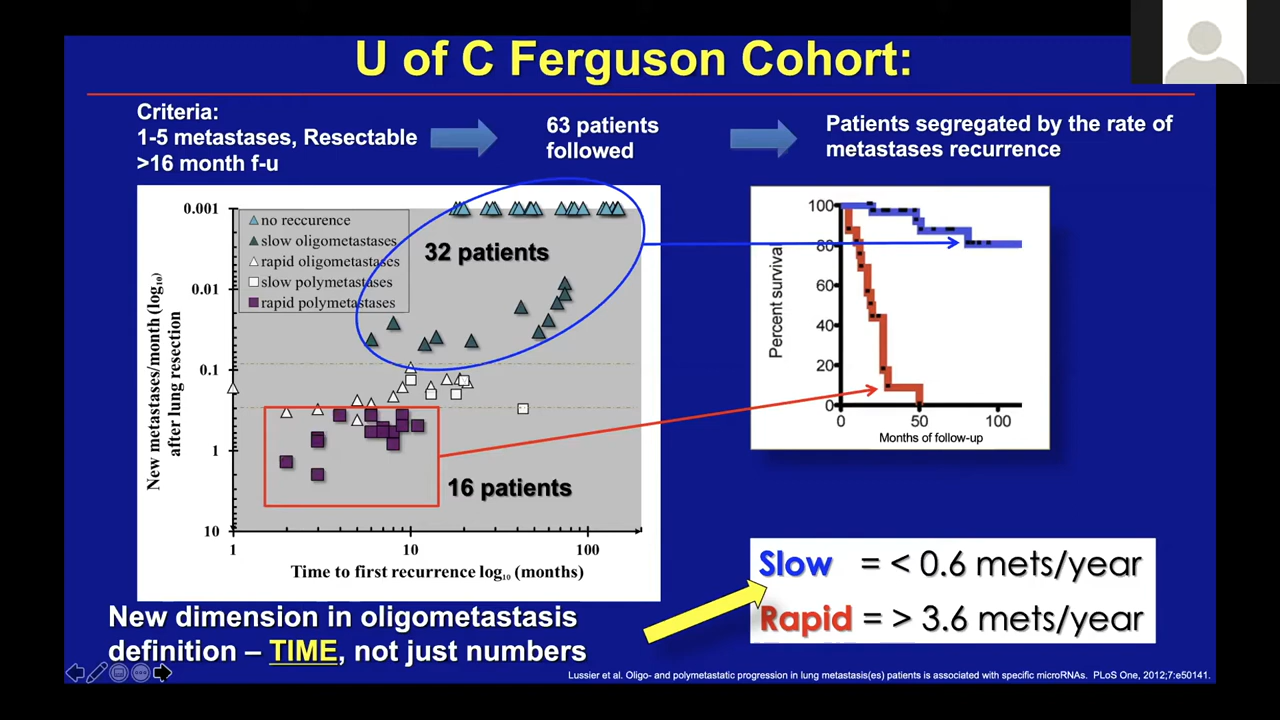 U of C Ferguson Cohort:
Criteria:
1-5 metastases, Resectable
>16 month f-u
63 patients
followed
Patients segregated by the rate of
metastases recurrence
0.001
0.01
0.1
1
10
New metastases/month (log10)
after lung resection
no reccurence
slow oligometastases
rapid oligometastases
slow polymetastases
rapid polymetastases
32 patients
16 patients
1
10
100
Time to first recurrence log10 (months)
Percent survival
100
80
60
40
20
0
0
50
100
Months of follow-up
Slow = < 0.6 mets/year
Rapid = > 3.6 mets/year
New dimension in oligometastasis
definition – TIME, not just numbers
Lussier et al. Oligo- and polymetastatic progression in lung metastasis(es) patients is associated with specific microRNAs. PLoS One, 2012;7:e50141.